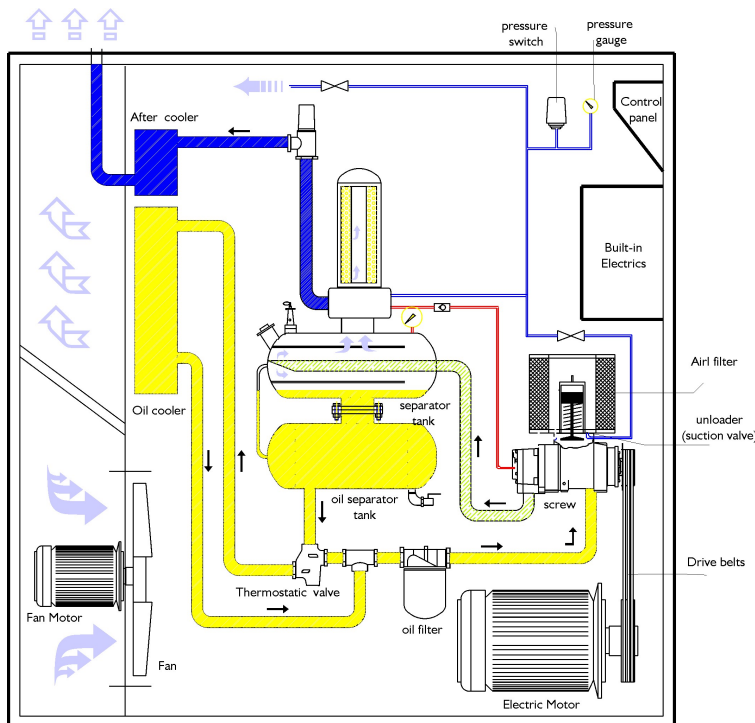 pressure
switch
pressure
gauge
Control
panel
After cooler
Built-in
Electrics
Airl filter
Oil cooler
separator
tank
unloader
(suction valve)
oil separator
tank
screw
Thermostatic valve
Drive belts
Fan Motor
oil filter
Fan
Electric Motor